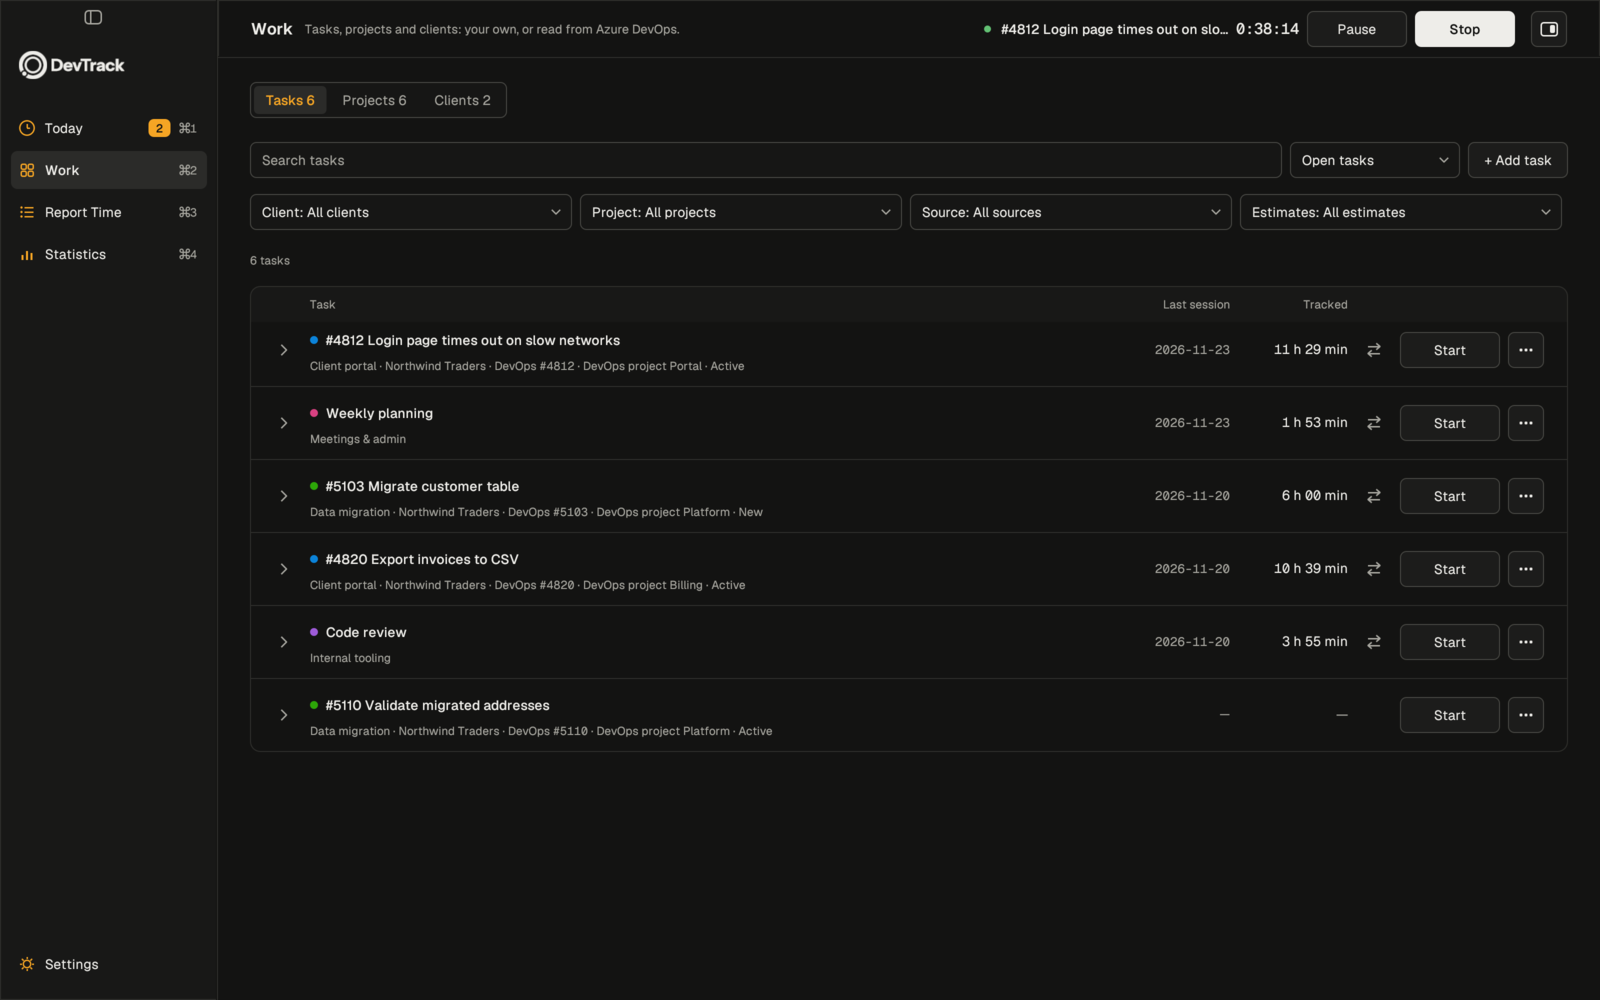 Work Tasks, projects and clients: your own, or read from Azure DevOps. #4812 Login page times out on slo... 0:38:14 Pause Stop
DevTrack
Today 2 ⌘1
Work ⌘2
Report Time ⌘3
Statistics ⌘4
Settings
Tasks 6 Projects 6 Clients 2
Search tasks Open tasks + Add task
Client: All clients Project: All projects Source: All sources Estimates: All estimates
6 tasks
Task Last session Tracked
#4812 Login page times out on slow networks 2026-11-23 11 h 29 min Start
Client portal · Northwind Traders · DevOps #4812 · DevOps project Portal · Active
Weekly planning 2026-11-23 1 h 53 min Start
Meetings & admin
#5103 Migrate customer table 2026-11-20 6 h 00 min Start
Data migration · Northwind Traders · DevOps #5103 · DevOps project Platform · New
#4820 Export invoices to CSV 2026-11-20 10 h 39 min Start
Client portal · Northwind Traders · DevOps #4820 · DevOps project Billing · Active
Code review 2026-11-20 3 h 55 min Start
Internal tooling
#5110 Validate migrated addresses — — Start
Data migration · Northwind Traders · DevOps #5110 · DevOps project Platform · Active